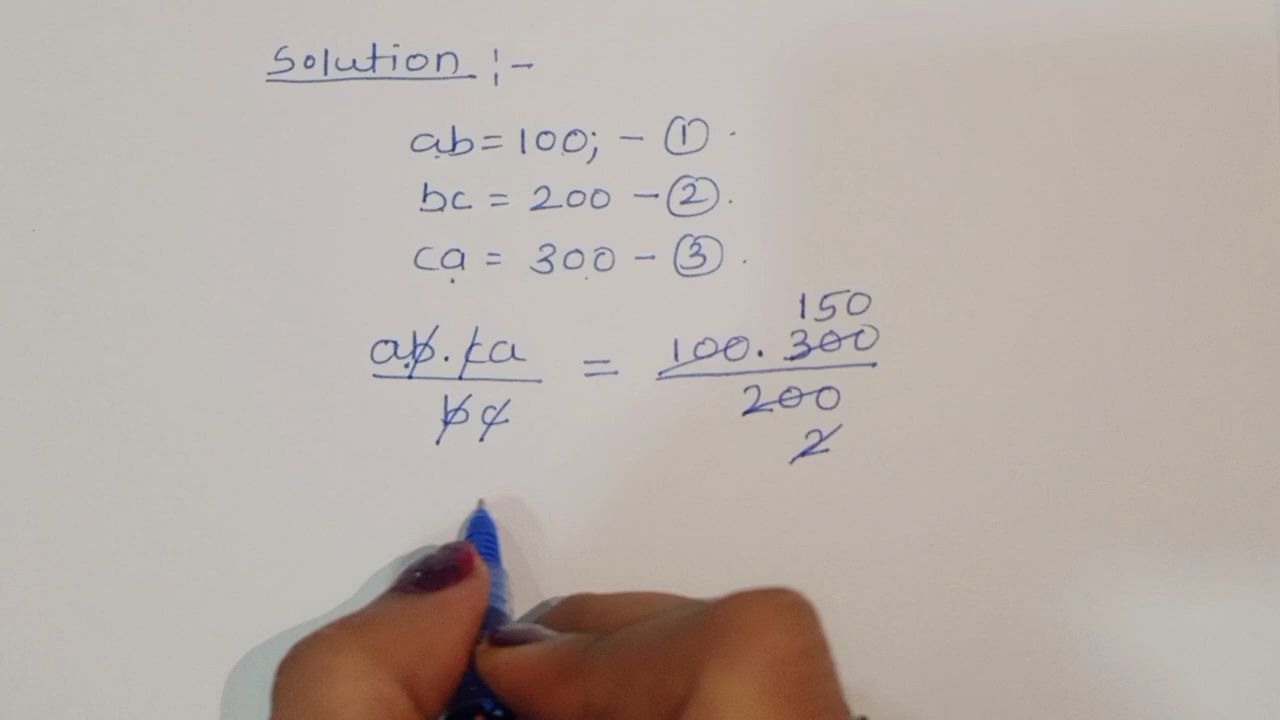 Solution :-
ab = 100; - ①.
bc = 200 - ②.
ca = 300 - ③.
150
ab.ca = 100.300
bc 200
2